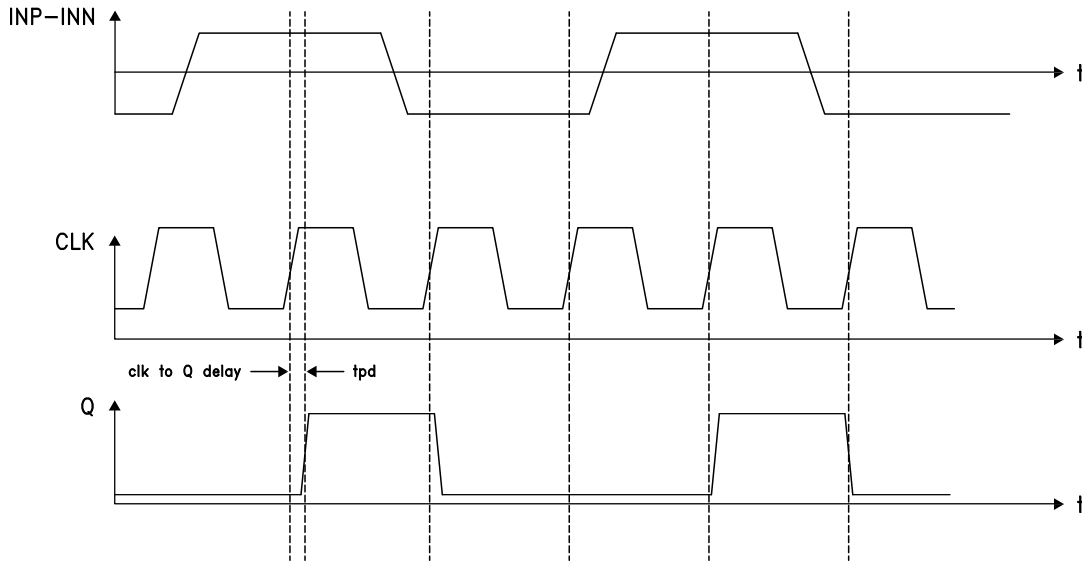 INP-INN
t
CLK
t
clk to Q delay
tpd
Q
t